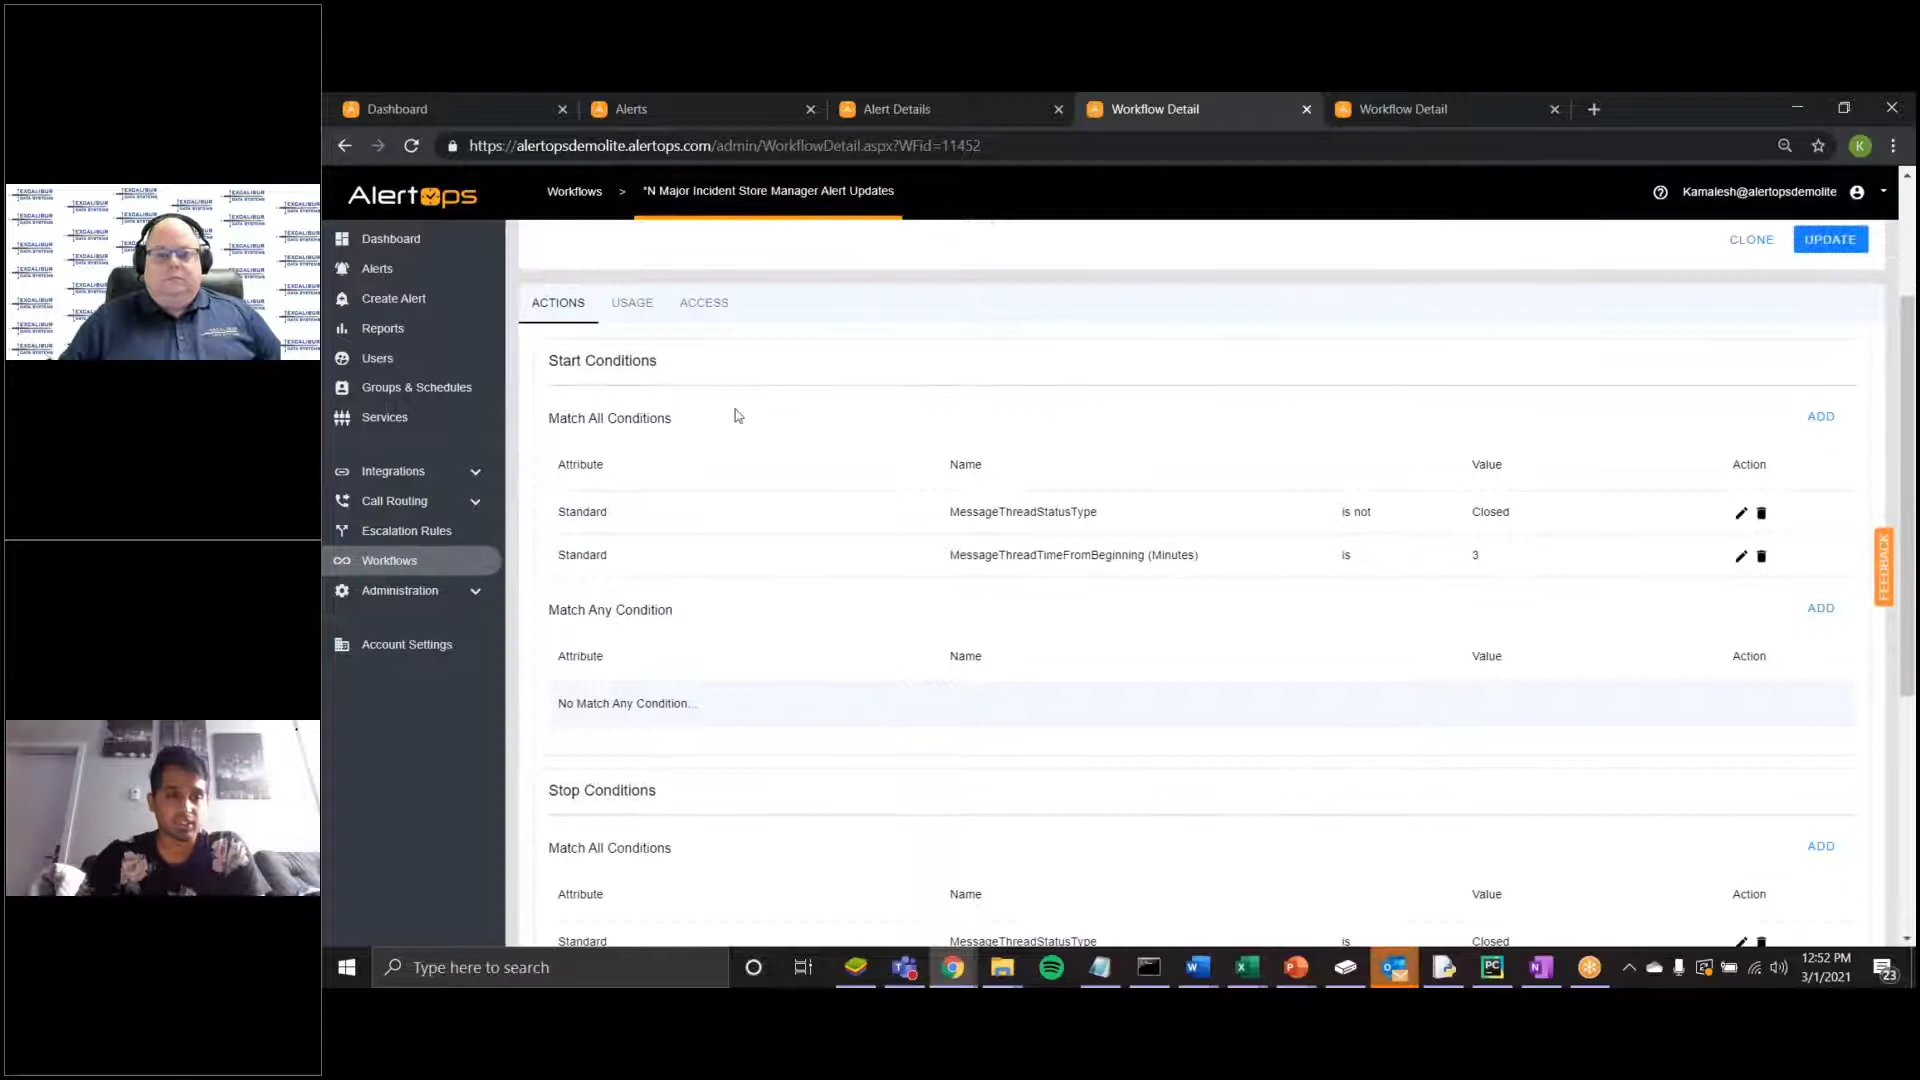 Dashboard
Alerts
Alert Details
Workflow Detail
Workflow Detail
https://alertopsdemolite.alertops.com/admin/WorkflowDetail.aspx?WFid=11452
K
AlertOps
Workflows > *N Major Incident Store Manager Alert Updates
Kamalesh@alertopsdemolite
Dashboard
Alerts
Create Alert
Reports
Users
Groups & Schedules
Services
Integrations
Call Routing
Escalation Rules
Workflows
Administration
Account Settings
CLONE UPDATE
ACTIONS USAGE ACCESS
Start Conditions
Match All Conditions ADD
Attribute Name Value Action
Standard MessageThreadStatusType is not Closed
Standard MessageThreadTimeFromBeginning (Minutes) is 3
Match Any Condition ADD
Attribute Name Value Action
No Match Any Condition...
Stop Conditions
Match All Conditions ADD
Attribute Name Value Action
Standard MessageThreadStatusType is Closed
FEEDBACK
EXCALIBUR
DATA SYSTEMS
Type here to search
12:52 PM
3/1/2021
23